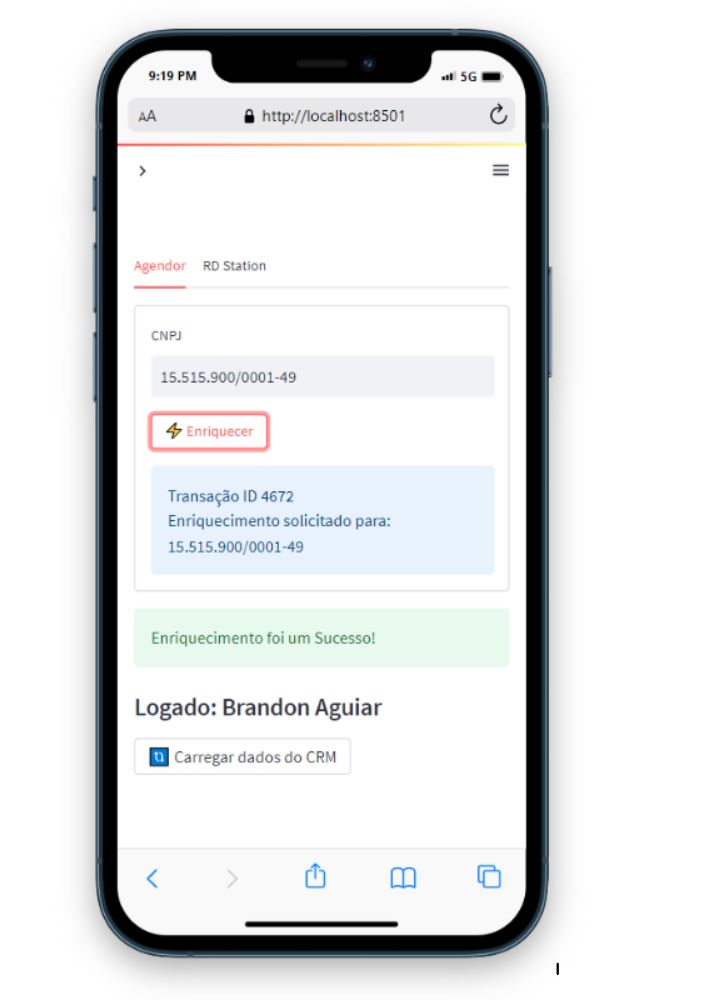 9:19 PM
5G
AA
http://localhost:8501
Agendor
RD Station
CNPJ
15.515.900/0001-49
Enriquecer
Transação ID 4672
Enriquecimento solicitado para:
15.515.900/0001-49
Enriquecimento foi um Sucesso!
Logado: Brandon Aguiar
Carregar dados do CRM